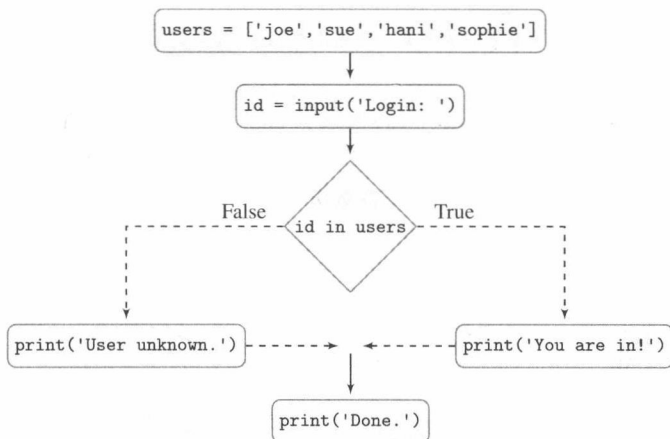 users = ['joe','sue','hani','sophie']
id = input('Login: ')
False
True
id in users
print('User unknown.')
print('You are in!')
print('Done.')